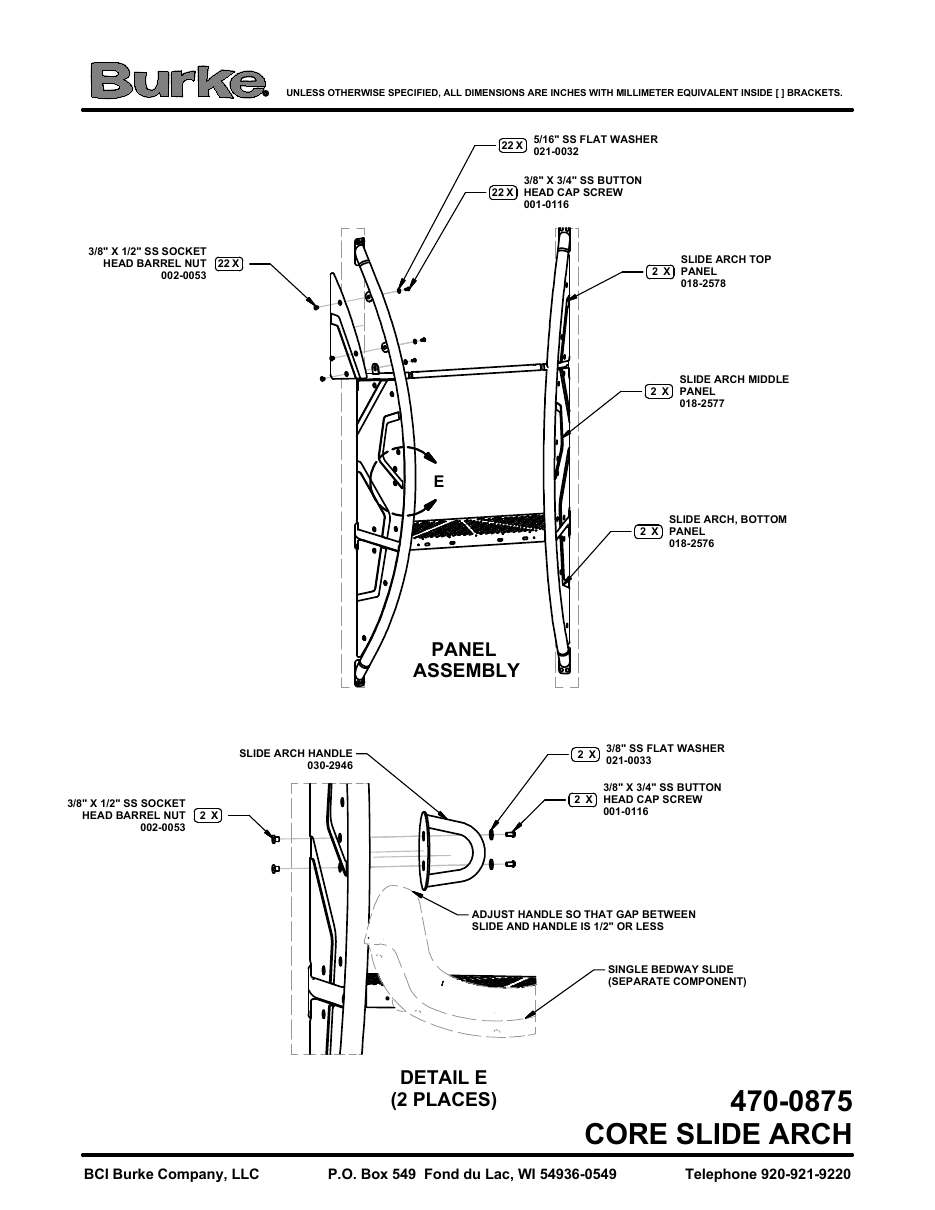 Burke
UNLESS OTHERWISE SPECIFIED, ALL DIMENSIONS ARE INCHES WITH MILLIMETER EQUIVALENT INSIDE [ ] BRACKETS.
22 X
5/16" SS FLAT WASHER
021-0032
22 X
3/8" X 3/4" SS BUTTON
HEAD CAP SCREW
001-0116
3/8" X 1/2" SS SOCKET
HEAD BARREL NUT
002-0053
22 X
2 X
SLIDE ARCH TOP
PANEL
018-2578
2 X
SLIDE ARCH MIDDLE
PANEL
018-2577
E
2 X
SLIDE ARCH, BOTTOM
PANEL
018-2576
PANEL
ASSEMBLY
SLIDE ARCH HANDLE
030-2946
2 X
3/8" SS FLAT WASHER
021-0033
2 X
3/8" X 3/4" SS BUTTON
HEAD CAP SCREW
001-0116
3/8" X 1/2" SS SOCKET
HEAD BARREL NUT
002-0053
2 X
ADJUST HANDLE SO THAT GAP BETWEEN
SLIDE AND HANDLE IS 1/2" OR LESS
SINGLE BEDWAY SLIDE
(SEPARATE COMPONENT)
DETAIL E
(2 PLACES)
470-0875
CORE SLIDE ARCH
BCI Burke Company, LLC P.O. Box 549 Fond du Lac, WI 54936-0549 Telephone 920-921-9220